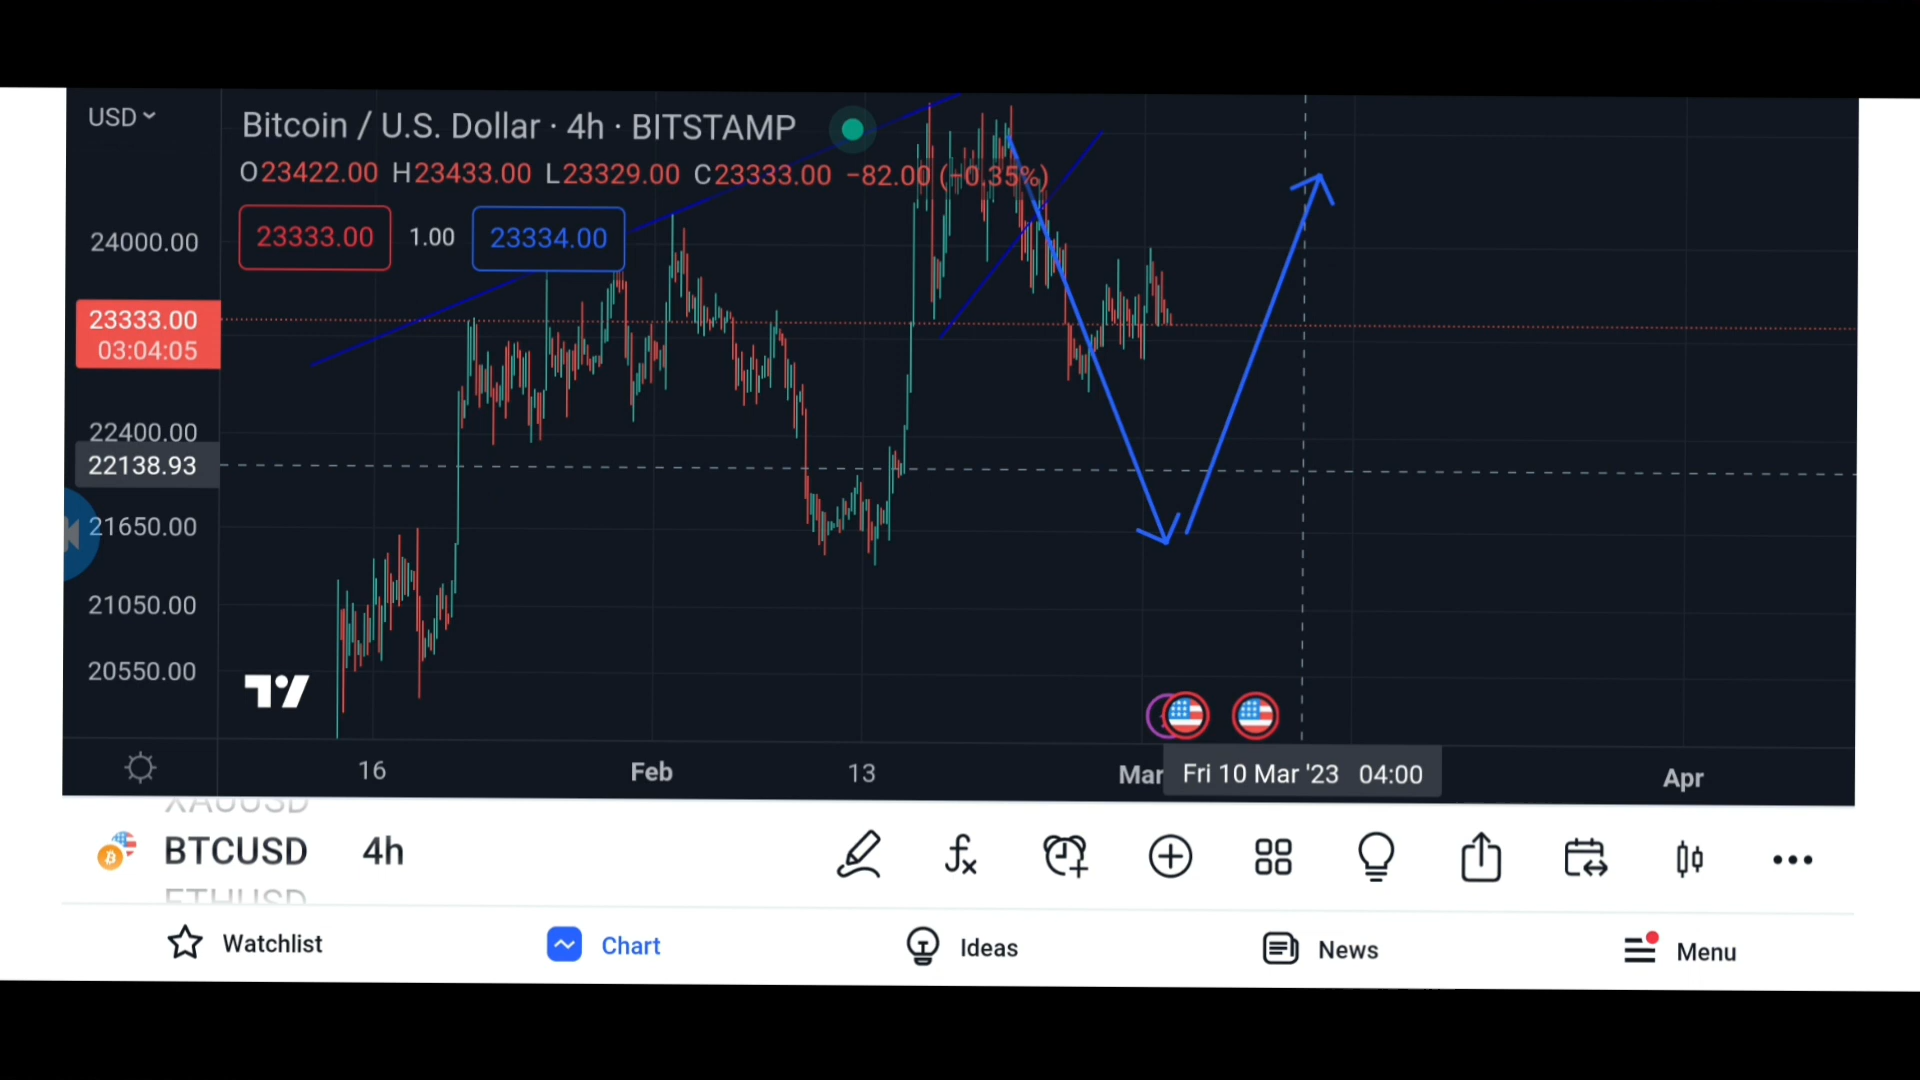 USD
Bitcoin / U.S. Dollar · 4h · BITSTAMP
O23422.00 H23433.00 L23329.00 C23333.00 −82.00 (−0.35%)
23333.00 1.00 23334.00
24000.00
23333.00
03:04:05
22400.00
22138.93
21650.00
21050.00
20550.00
16 Feb 13 Mar Fri 10 Mar '23 04:00 Apr
XAUUSD
BTCUSD 4h
ETHUSD
Watchlist Chart Ideas News Menu